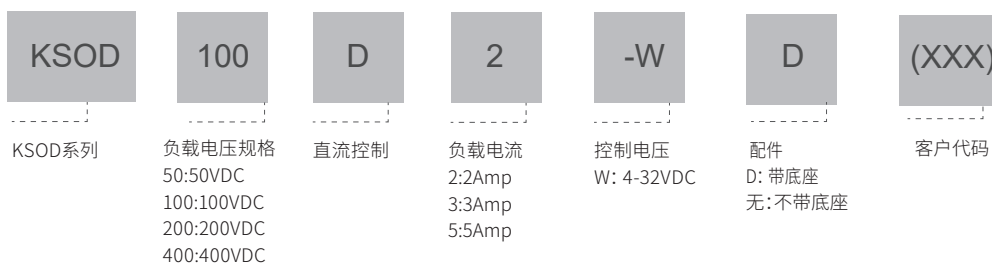 KSOD 100 D 2 -W D (XXX)
KSOD系列
负载电压规格
50:50VDC
100:100VDC
200:200VDC
400:400VDC
直流控制
负载电流
2:2Amp
3:3Amp
5:5Amp
控制电压
W: 4-32VDC
配件
D: 带底座
无:不带底座
客户代码